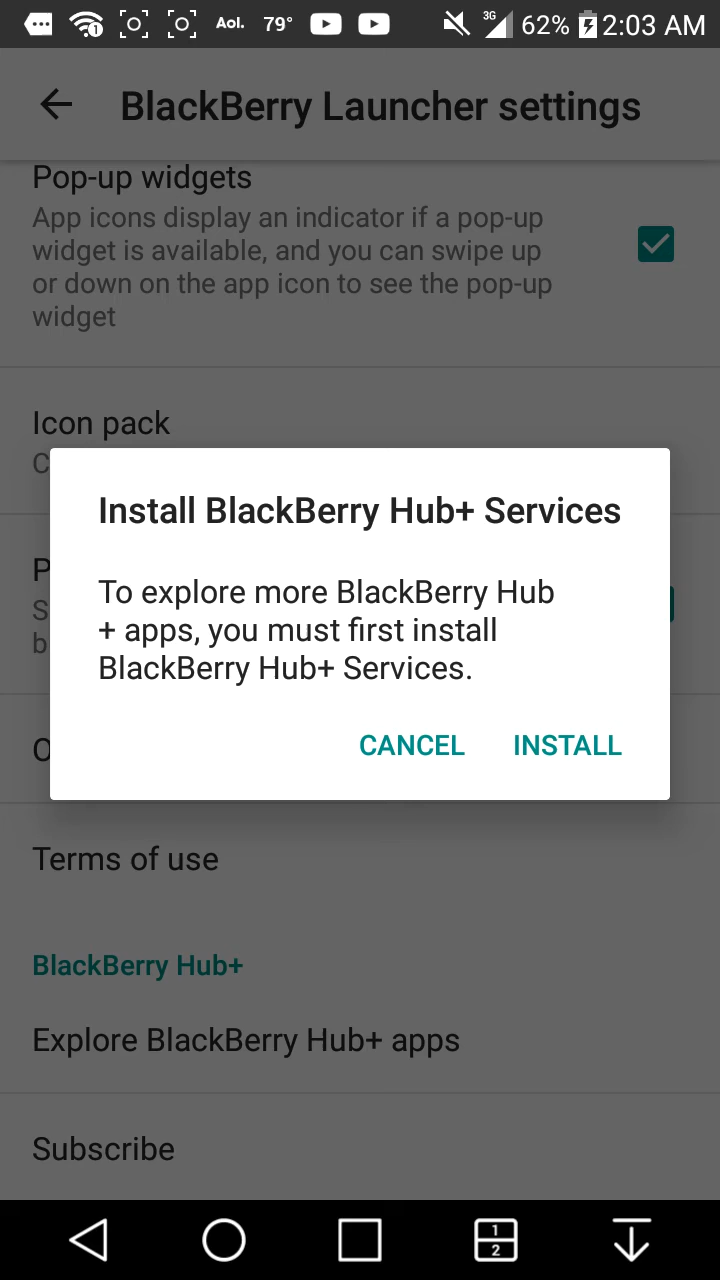 Aol. 79° 3G 62% 2:03 AM
BlackBerry Launcher settings
Pop-up widgets
App icons display an indicator if a pop-up
widget is available, and you can swipe up
or down on the app icon to see the pop-up
widget
Icon pack
C
Install BlackBerry Hub+ Services
P
S
To explore more BlackBerry Hub
+ apps, you must first install
b
BlackBerry Hub+ Services.
O
CANCEL INSTALL
Terms of use
BlackBerry Hub+
Explore BlackBerry Hub+ apps
Subscribe
1
2